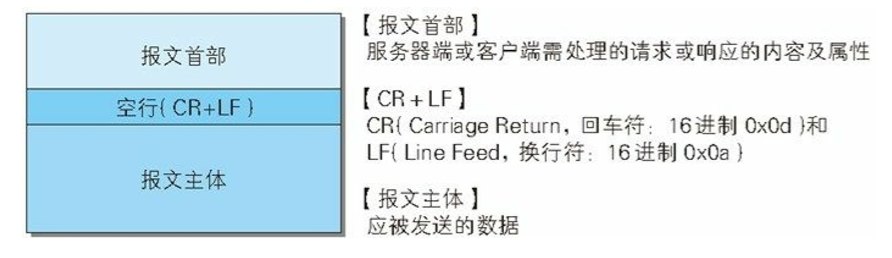 报文首部
空行( CR+LF )
报文主体
【 报文首部 】
服务器端或客户端需处理的请求或响应的内容及属性
【 CR + LF 】
CR( Carriage Return, 回车符: 16进制 0x0d )和
LF( Line Feed, 换行符: 16进制 0x0a )
【 报文主体 】
应被发送的数据